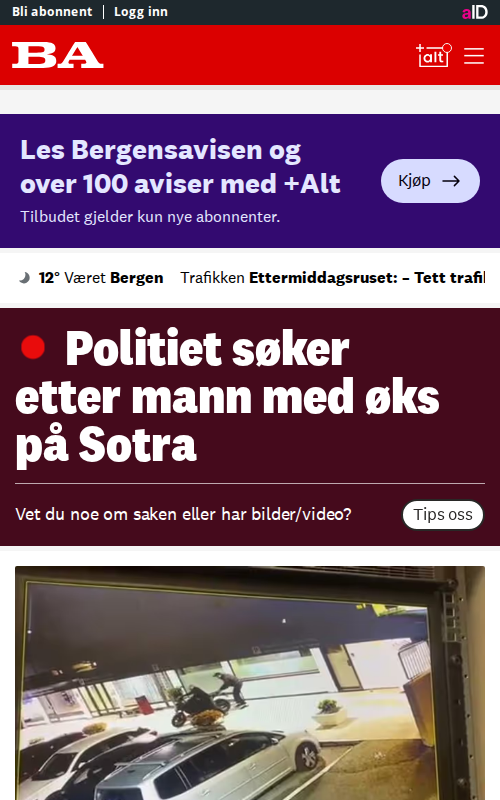 Bli abonnent
Logg inn
aID
BA
+alt
Les Bergensavisen og
over 100 aviser med +Alt
Tilbudet gjelder kun nye abonnenter.
Kjøp
12° Været Bergen
Trafikken Ettermiddagsruset: – Tett
Politiet søker
etter mann med øks
på Sotra
Vet du noe om saken eller har bilder/video?
Tips oss